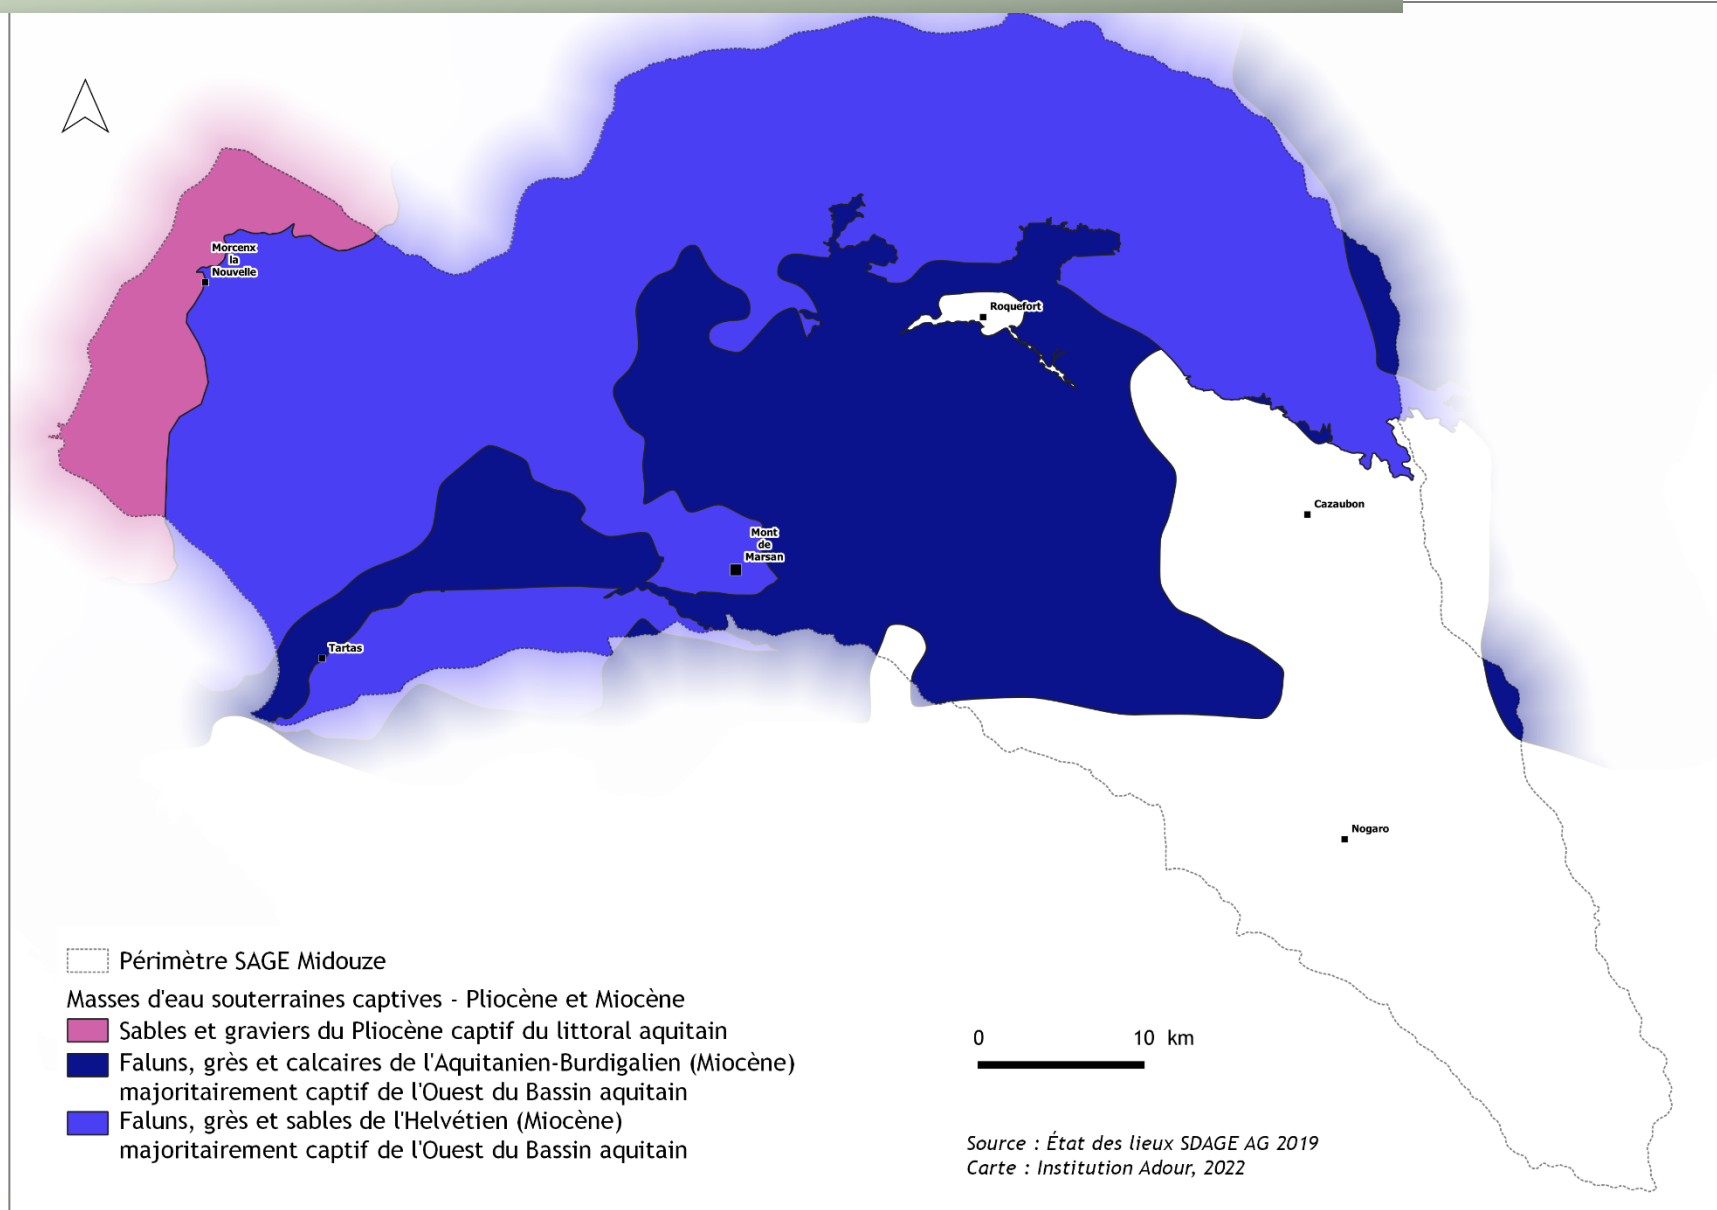 Morcenx
la
Nouvelle
Roquefort
Cazaubon
Mont
de
Marsan
Tartas
Nogaro
Périmètre SAGE Midouze
Masses d'eau souterraines captives - Pliocène et Miocène
Sables et graviers du Pliocène captif du littoral aquitain
Faluns, grès et calcaires de l'Aquitanien-Burdigalien (Miocène)
majoritairement captif de l'Ouest du Bassin aquitain
Faluns, grès et sables de l'Helvétien (Miocène)
majoritairement captif de l'Ouest du Bassin aquitain
0 10 km
Source : État des lieux SDAGE AG 2019
Carte : Institution Adour, 2022